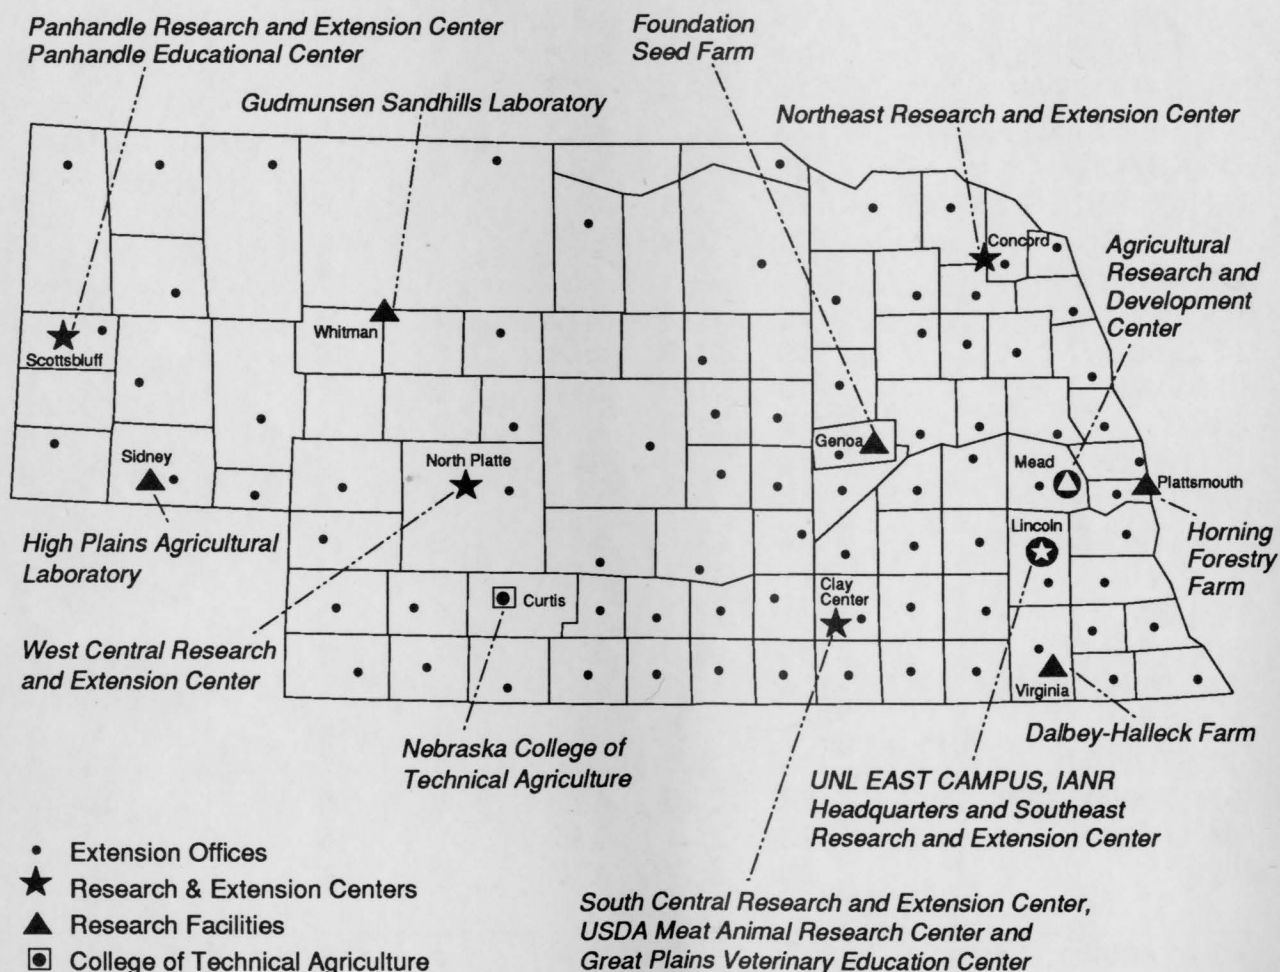 Panhandle Research and Extension Center
Panhandle Educational Center
Foundation
Seed Farm
Gudmunsen Sandhills Laboratory
Northeast Research and Extension Center
Concord
Agricultural
Research and
Development
Center
Whitman
Scottsbluff
Sidney
North Platte
Genoa
Mead
Plattsmouth
High Plains Agricultural
Laboratory
Lincoln
Horning
Forestry
Farm
Curtis
Clay
Center
West Central Research
and Extension Center
Virginia
Nebraska College of
Technical Agriculture
Dalbey-Halleck Farm
UNL EAST CAMPUS, IANR
Headquarters and Southeast
Research and Extension Center
Extension Offices
Research & Extension Centers
Research Facilities
College of Technical Agriculture
South Central Research and Extension Center,
USDA Meat Animal Research Center and
Great Plains Veterinary Education Center